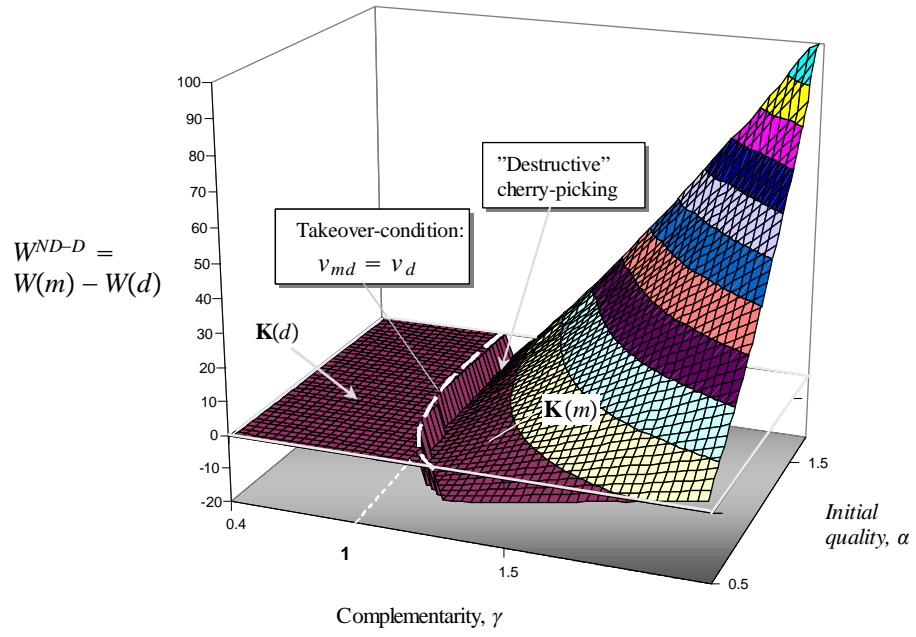 100
90
80
70
60
50
40
30
20
10
0
-10
-20
W^{ND–D} =
W(m) – W(d)
"Destructive"
cherry-picking
Takeover-condition:
v_{md} = v_d
K(d)
K(m)
0.4
1
1.5
Complementarity, γ
1.5
Initial
quality, α
0.5